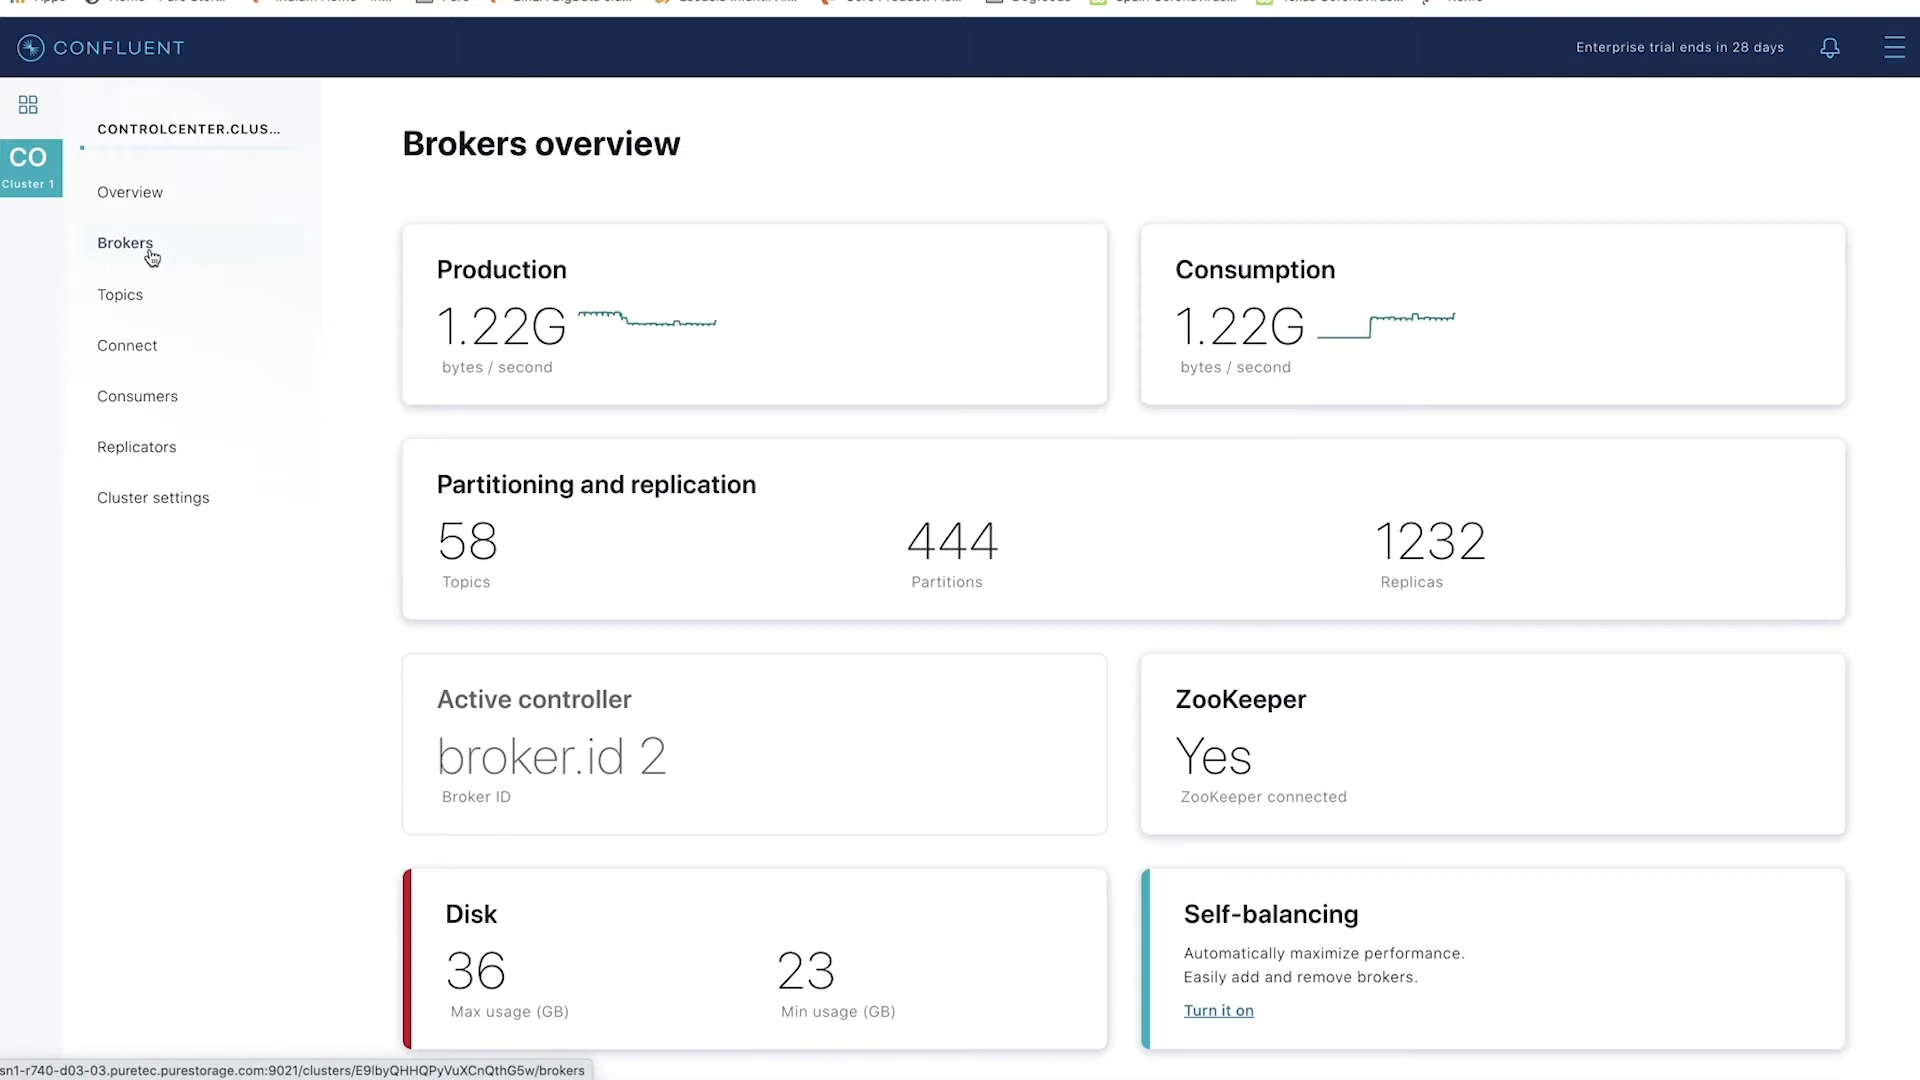 CONFLUENT
Enterprise trial ends in 28 days
CO
Cluster 1
CONTROLCENTER.CLUS...
Overview
Brokers
Topics
Connect
Consumers
Replicators
Cluster settings
Brokers overview
Production
1.22G
bytes / second
Consumption
1.22G
bytes / second
Partitioning and replication
58
Topics
444
Partitions
1232
Replicas
Active controller
broker.id 2
Broker ID
ZooKeeper
Yes
ZooKeeper connected
Disk
36
Max usage (GB)
23
Min usage (GB)
Self-balancing
Automatically maximize performance.
Easily add and remove brokers.
Turn it on
sn1-r740-d03-03.puretec.purestorage.com:9021/clusters/E9lbyQHHQPyVuXCnQthG5w/brokers